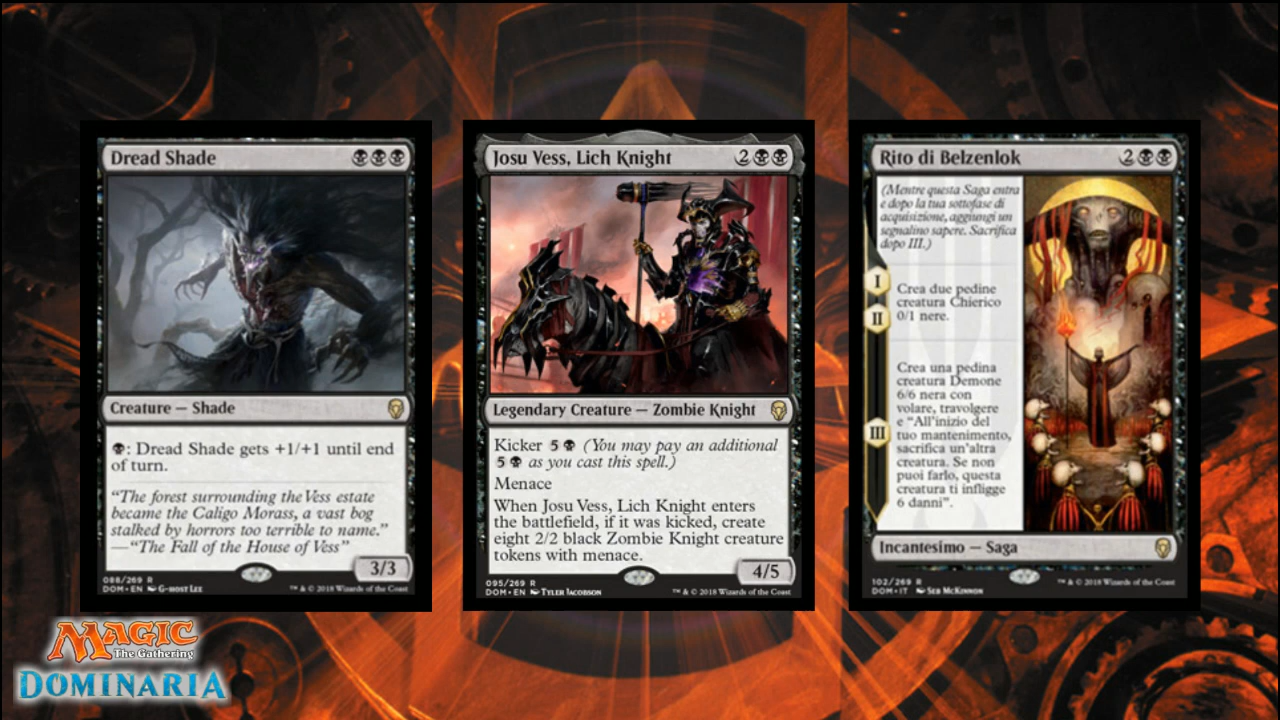 Dread Shade
Creature — Shade
: Dread Shade gets +1/+1 until end
of turn.
“The forest surrounding the Vess estate
became the Caligo Morass, a vast bog
stalked by horrors too terrible to name.”
—“The Fall of the House of Vess”
3/3
088/269 R
DOM • EN G-host Lee
™ & © 2018 Wizards of the Coast
Josu Vess, Lich Knight 2
Legendary Creature — Zombie Knight
Kicker 5 (You may pay an additional
5 as you cast this spell.)
Menace
When Josu Vess, Lich Knight enters
the battlefield, if it was kicked, create
eight 2/2 black Zombie Knight creature
tokens with menace.
4/5
095/269 R
DOM • EN Tyler Jacobson
™ & © 2018 Wizards of the Coast
Rito di Belzenlok 2
(Mentre questa Saga entra
e dopo la tua sottofase di
acquisizione, aggiungi un
segnalino sapere. Sacrifica
dopo III.)
I
II
Crea due pedine
creatura Chierico
0/1 nere.
III
Crea una pedina
creatura Demone
6/6 nera con
volare, travolgere
e “All'inizio del
tuo mantenimento,
sacrifica un'altra
creatura. Se non
puoi farlo, questa
creatura ti infligge
6 danni”.
Incantesimo — Saga
102/269 R
DOM • IT Seb McKinnon
™ & © 2018 Wizards of the Coast
Magic
The Gathering
Dominaria